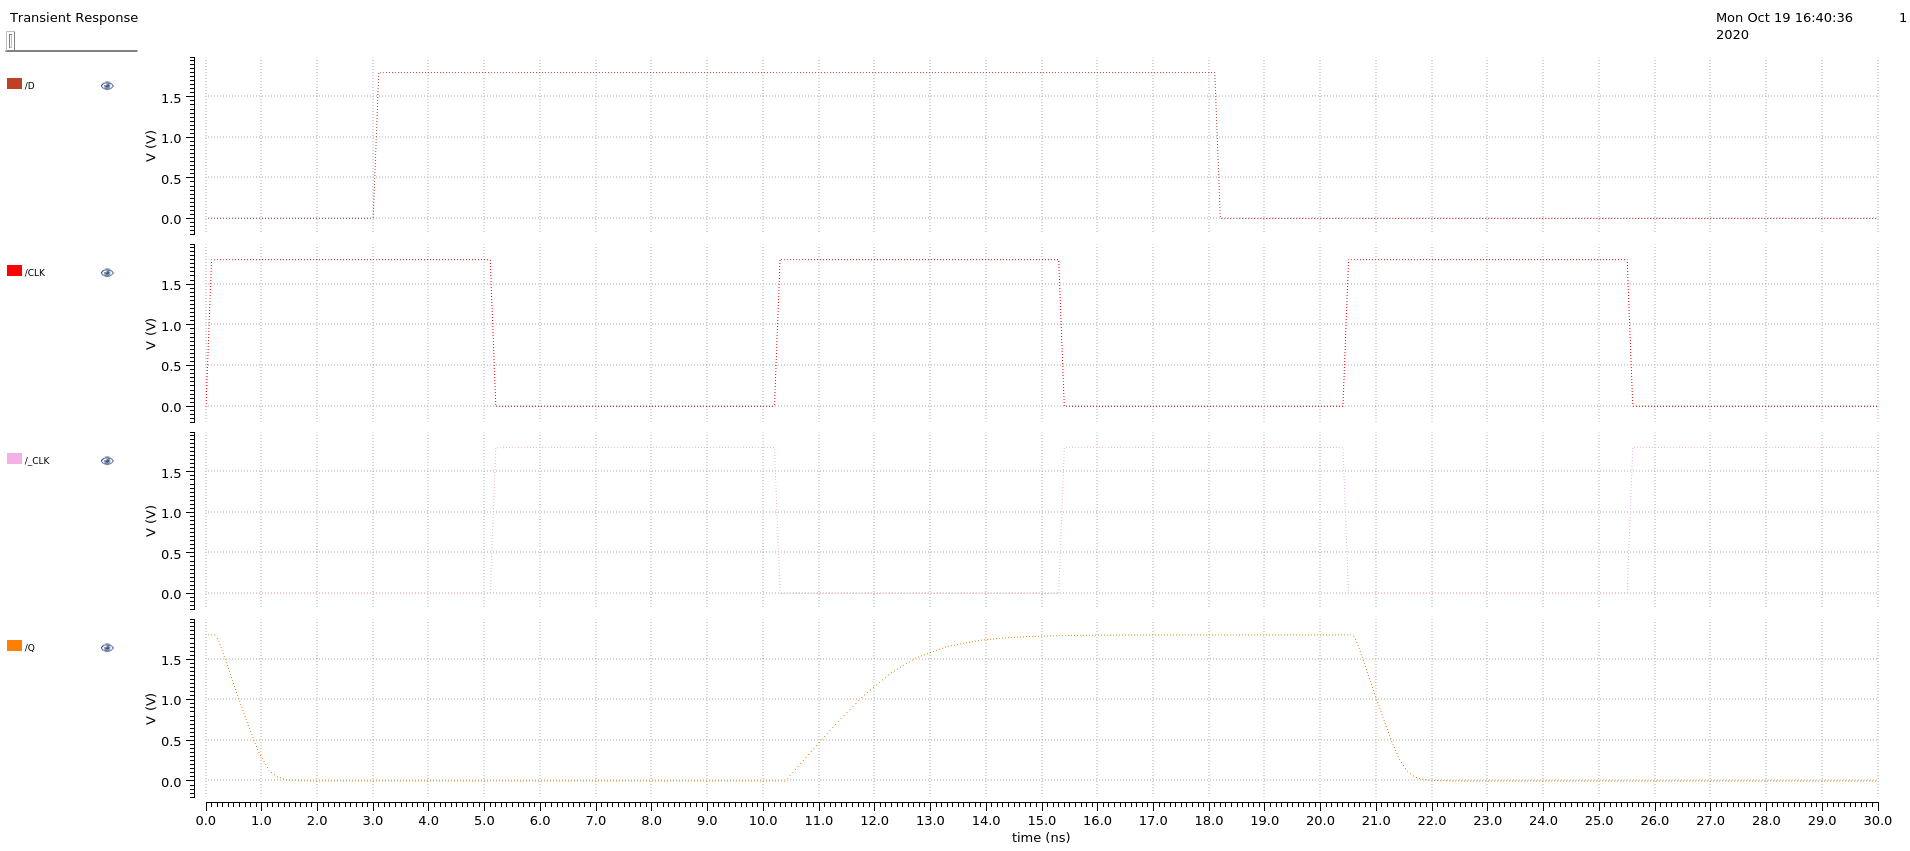 Transient Response
Mon Oct 19 16:40:36 1
2020
/D
V (V)
1.5
1.0
0.5
0.0
/CLK
V (V)
1.5
1.0
0.5
0.0
/_CLK
V (V)
1.5
1.0
0.5
0.0
/Q
V (V)
1.5
1.0
0.5
0.0
0.0 1.0 2.0 3.0 4.0 5.0 6.0 7.0 8.0 9.0 10.0 11.0 12.0 13.0 14.0 15.0 16.0 17.0 18.0 19.0 20.0 21.0 22.0 23.0 24.0 25.0 26.0 27.0 28.0 29.0 30.0
time (ns)